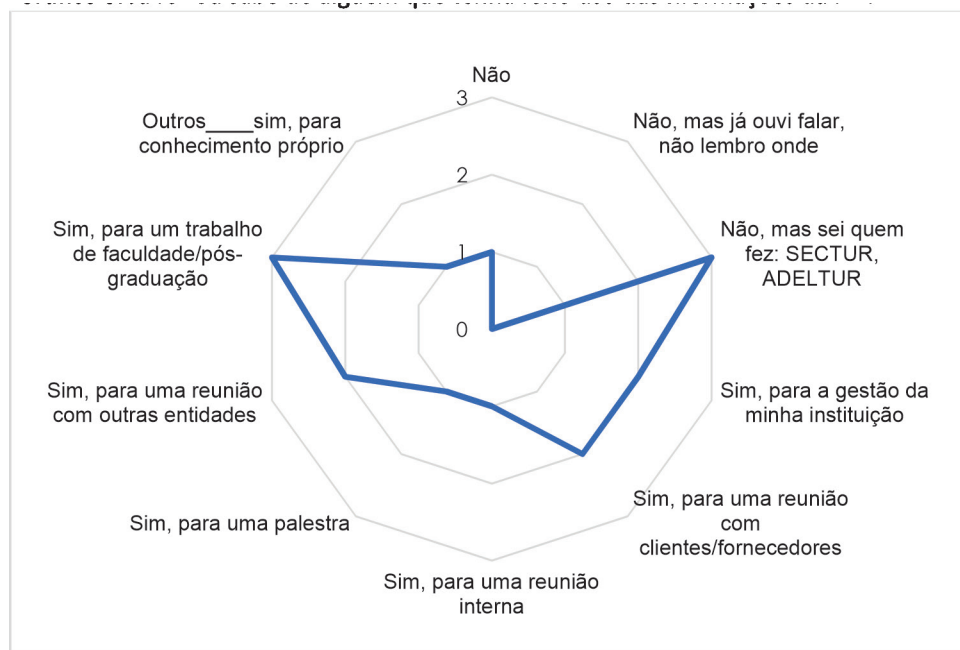 Não
3
Outros____sim, para
conhecimento próprio
Não, mas já ouvi falar,
não lembro onde
2
Sim, para um trabalho
de faculdade/pós-
graduação
Não, mas sei quem
fez: SECTUR,
ADELTUR
1
0
Sim, para uma reunião
com outras entidades
Sim, para a gestão da
minha instituição
Sim, para uma palestra
Sim, para uma reunião
com
clientes/fornecedores
Sim, para uma reunião
interna